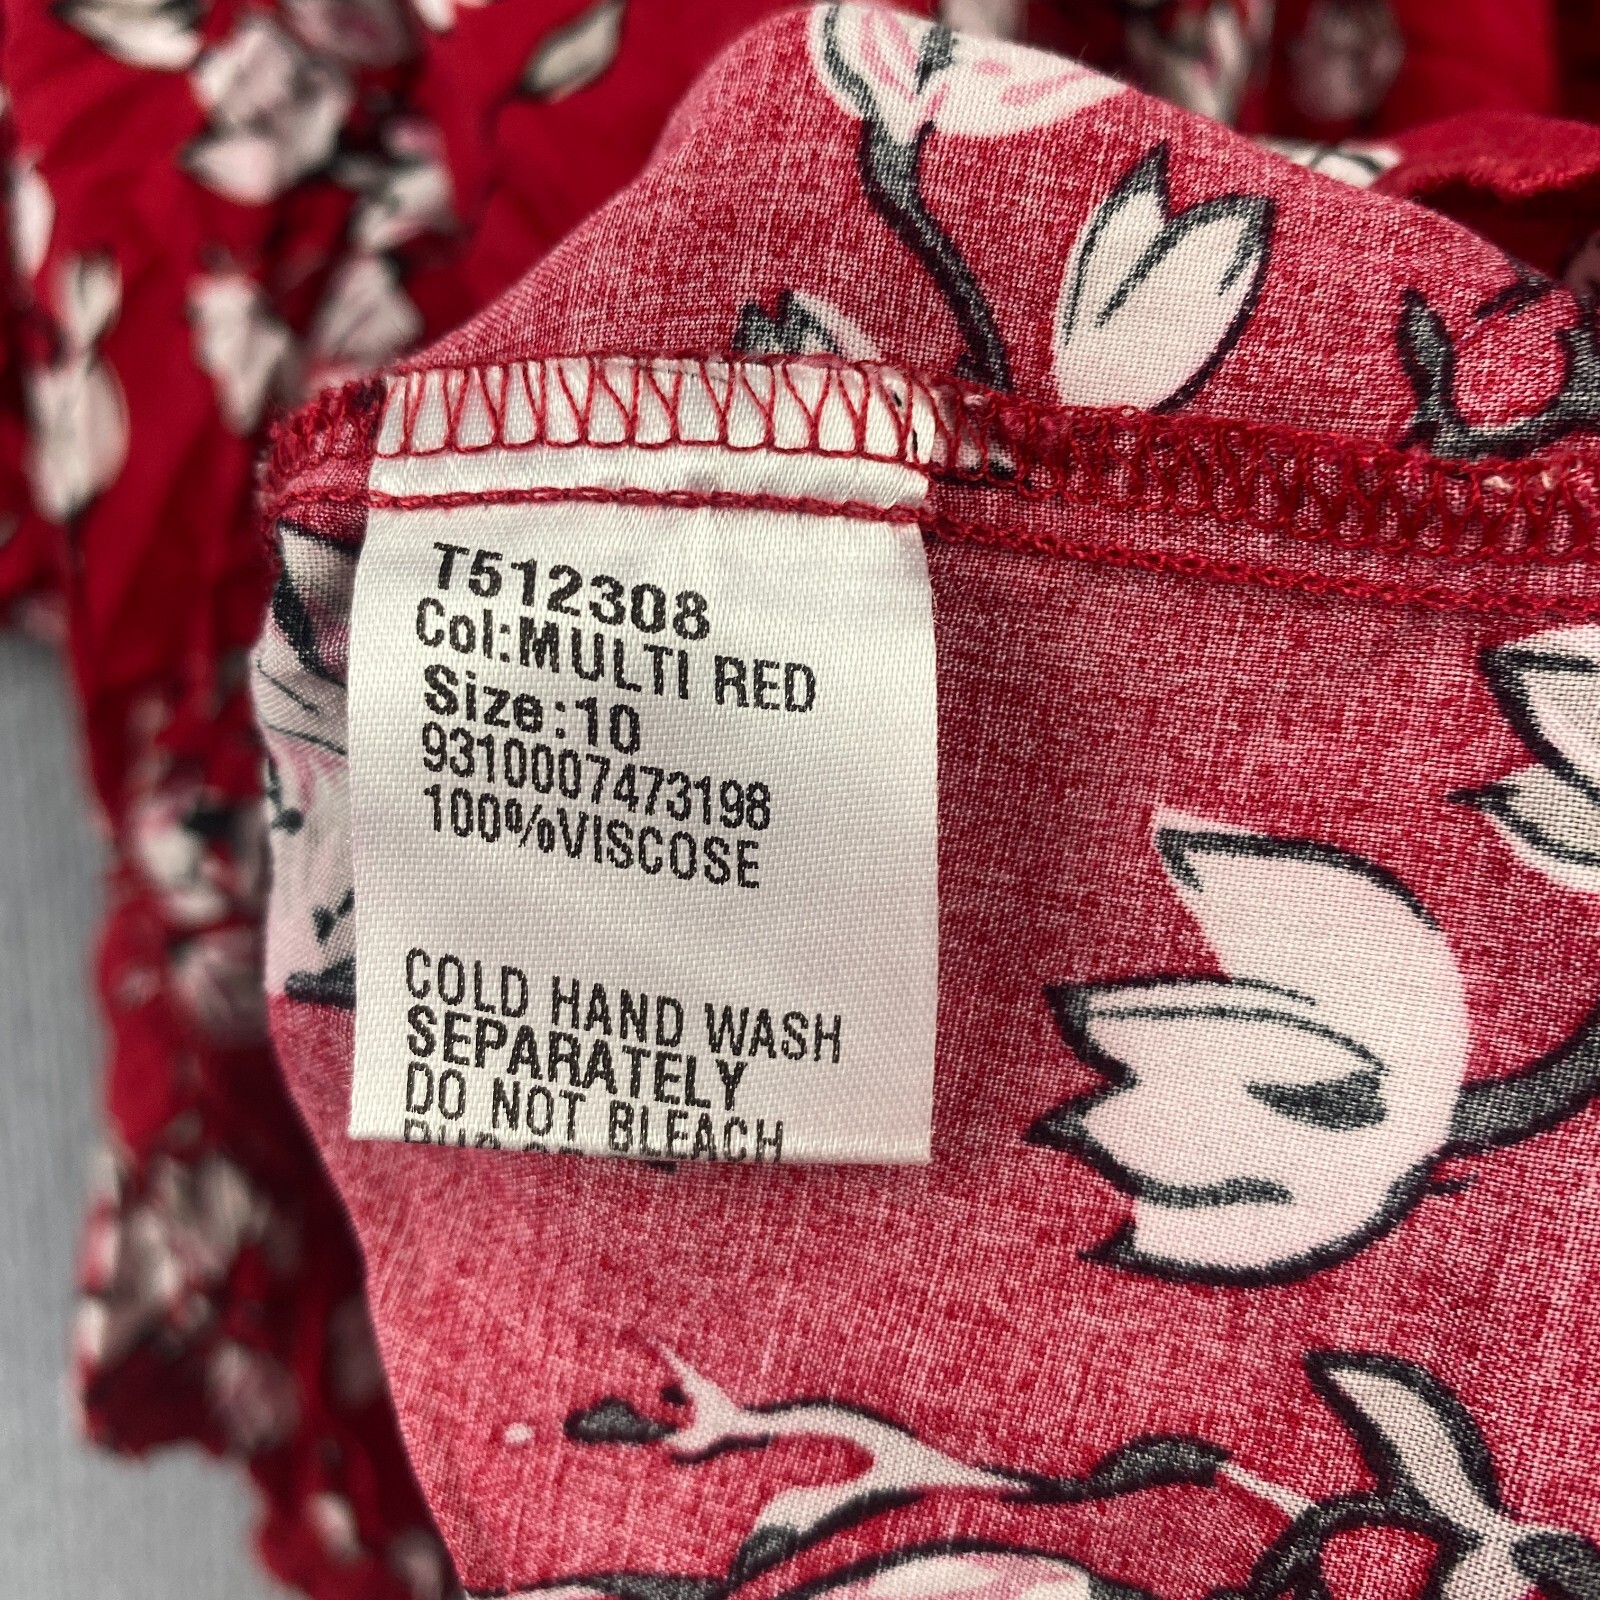 T512308
Col:MULTI RED
Size:10
9310007473198
100%VISCOSE
COLD HAND WASH
SEPARATELY
DO NOT BLEACH